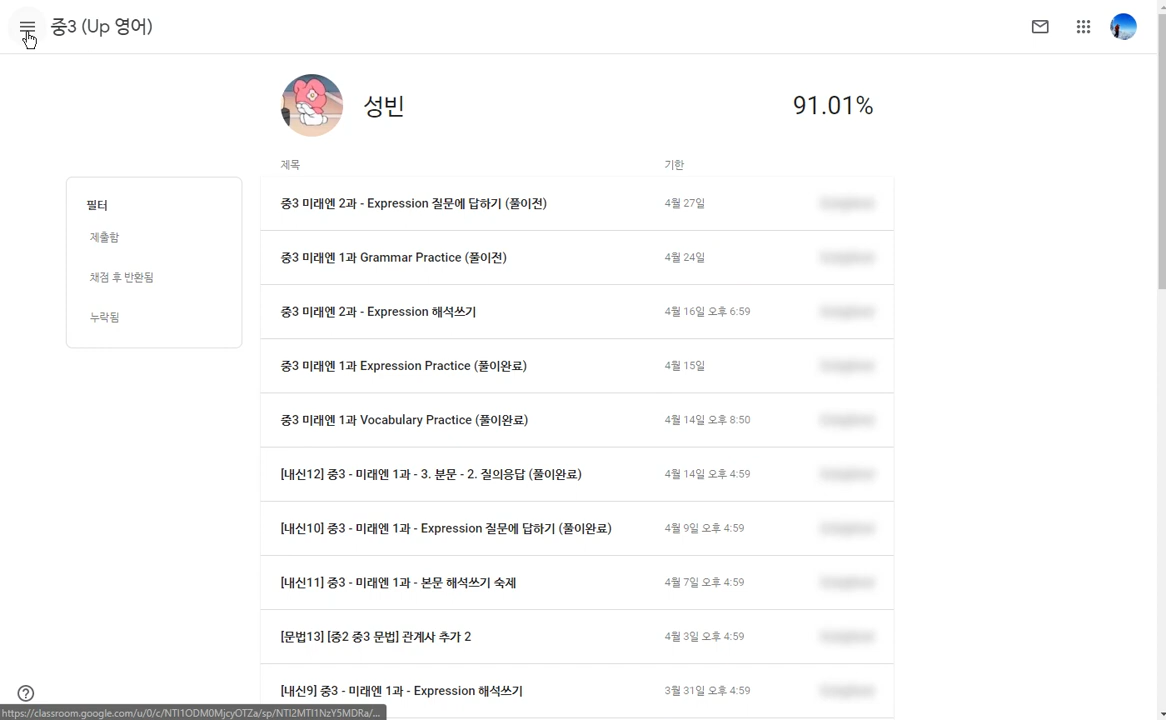 중3 (Up 영어)
성빈
91.01%
제목 기한
필터
제출함
채점 후 반환됨
누락됨
중3 미래엔 2과 - Expression 질문에 답하기 (풀이전) 4월 27일
중3 미래엔 1과 Grammar Practice (풀이전) 4월 24일
중3 미래엔 2과 - Expression 해석쓰기 4월 16일 오후 6:59
중3 미래엔 1과 Expression Practice (풀이완료) 4월 15일
중3 미래엔 1과 Vocabulary Practice (풀이완료) 4월 14일 오후 8:50
[내신12] 중3 - 미래엔 1과 - 3. 분문 - 2. 질의응답 (풀이완료) 4월 14일 오후 4:59
[내신10] 중3 - 미래엔 1과 - Expression 질문에 답하기 (풀이완료) 4월 9일 오후 4:59
[내신11] 중3 - 미래엔 1과 - 본문 해석쓰기 숙제 4월 7일 오후 4:59
[문법13] [중2 중3 문법] 관계사 추가 2 4월 3일 오후 4:59
[내신9] 중3 - 미래엔 1과 - Expression 해석쓰기 3월 31일 오후 4:59
https://classroom.google.com/u/0/c/NTI1ODM0MjcyOTZa/sp/NTI2MTI1NzY5MDRa/...